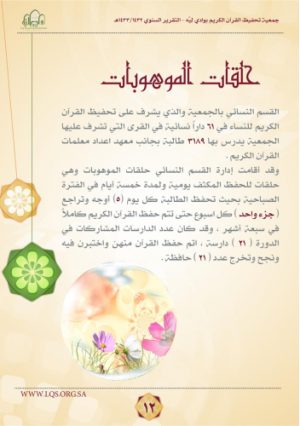 جمعية تحفيظ القرآن الكريم بوادي ليّه - التقرير السنوي ١٤٣٢/ ١٤٣٣هـ
حلقات الموهوبات
القسم النسائي بالجمعية والذي يشرف على تحفيظ القرآن
الكريم للنساء في ٦١ داراً نسائية في القرى التي تشرف عليها
الجمعية يدرس بها ٣١٨٩ طالبة بجانب معهد اعداد معلمات
القرآن الكريم .
وقد أقامت إدارة القسم النسائي حلقات الموهوبات وهي
حلقات للحفظ المكثف يومية ولمدة خمسة أيام في الفترة
الصباحية بحيث تحفظ الطالبة كل يوم (٥) أوجه وتراجع
( جزء واحد ) كل اسبوع حتى تتم حفظ القرآن الكريم كاملاً
في سبعة أشهر ، وقد كان عدد الدارسات المشاركات في
الدورة ( ٢١ ) دارسة ، اتم حفظ القرآن منهن واختبرن فيه
ونجح وتخرج عدد ( ٢١ ) حافظة .
WWW.LQS.ORG.SA
١٢